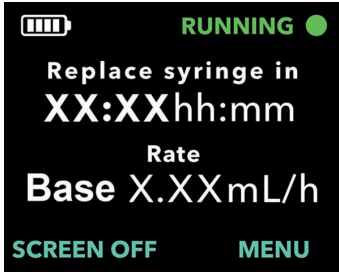 RUNNING
Replace syringe in
XX:XXhh:mm
Rate
Base X.XXmL/h
SCREEN OFF MENU